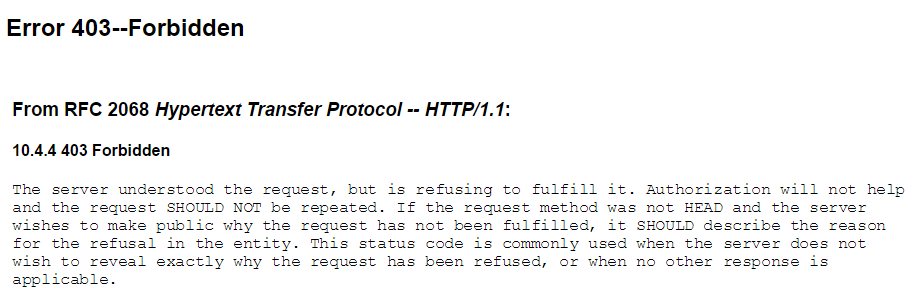 Error 403--Forbidden
From RFC 2068 Hypertext Transfer Protocol -- HTTP/1.1:
10.4.4 403 Forbidden
The server understood the request, but is refusing to fulfill it. Authorization will not help
and the request SHOULD NOT be repeated. If the request method was not HEAD and the server
wishes to make public why the request has not been fulfilled, it SHOULD describe the reason
for the refusal in the entity. This status code is commonly used when the server does not
wish to reveal exactly why the request has been refused, or when no other response is
applicable.